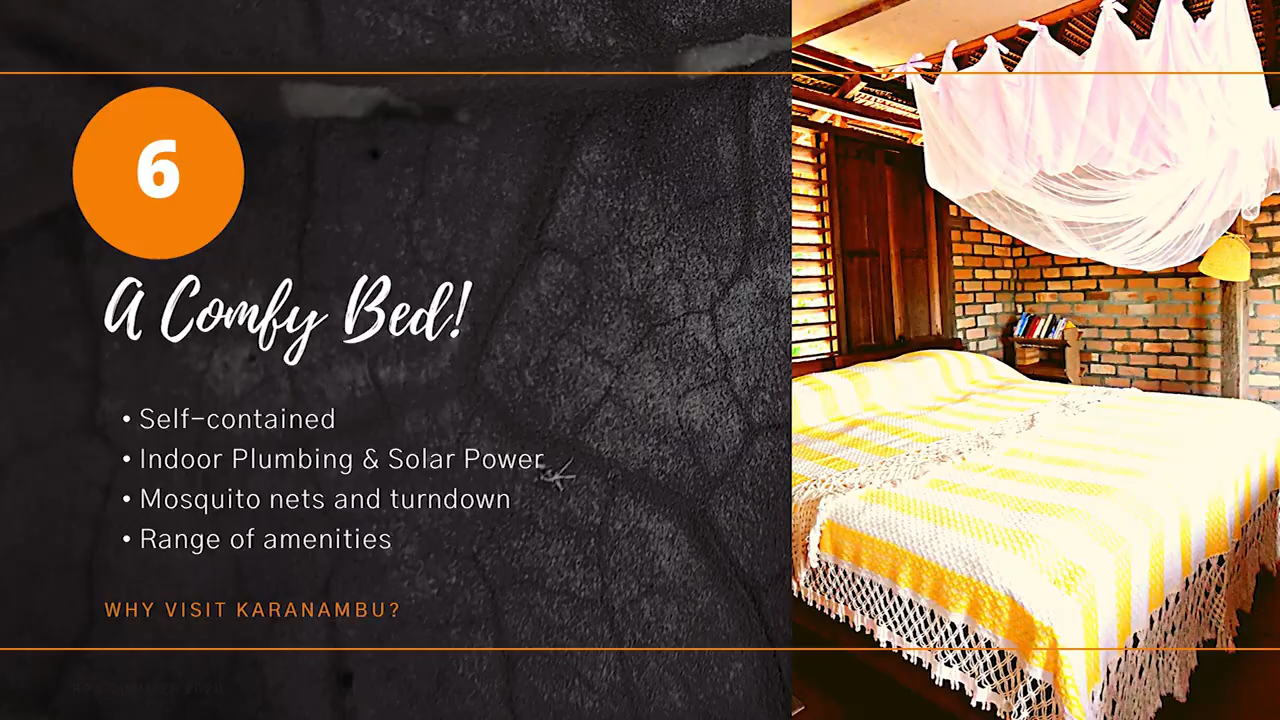 6
A Comfy Bed!
• Self-contained
• Indoor Plumbing & Solar Power
• Mosquito nets and turndown
• Range of amenities
WHY VISIT KARANAMBU?